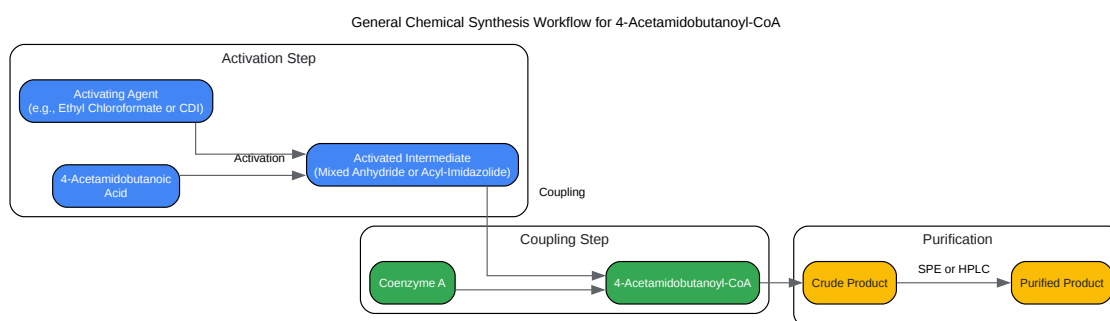 General Chemical Synthesis Workflow for 4-Acetamidobutanoyl-CoA
Activation Step
Activating Agent
(e.g., Ethyl Chloroformate or CDI)
Activation
4-Acetamidobutanoic
Acid
Activated Intermediate
(Mixed Anhydride or Acyl-Imidazolide)
Coupling
Coupling Step
Coenzyme A
4-Acetamidobutanoyl-CoA
Purification
Crude Product
SPE or HPLC
Purified Product